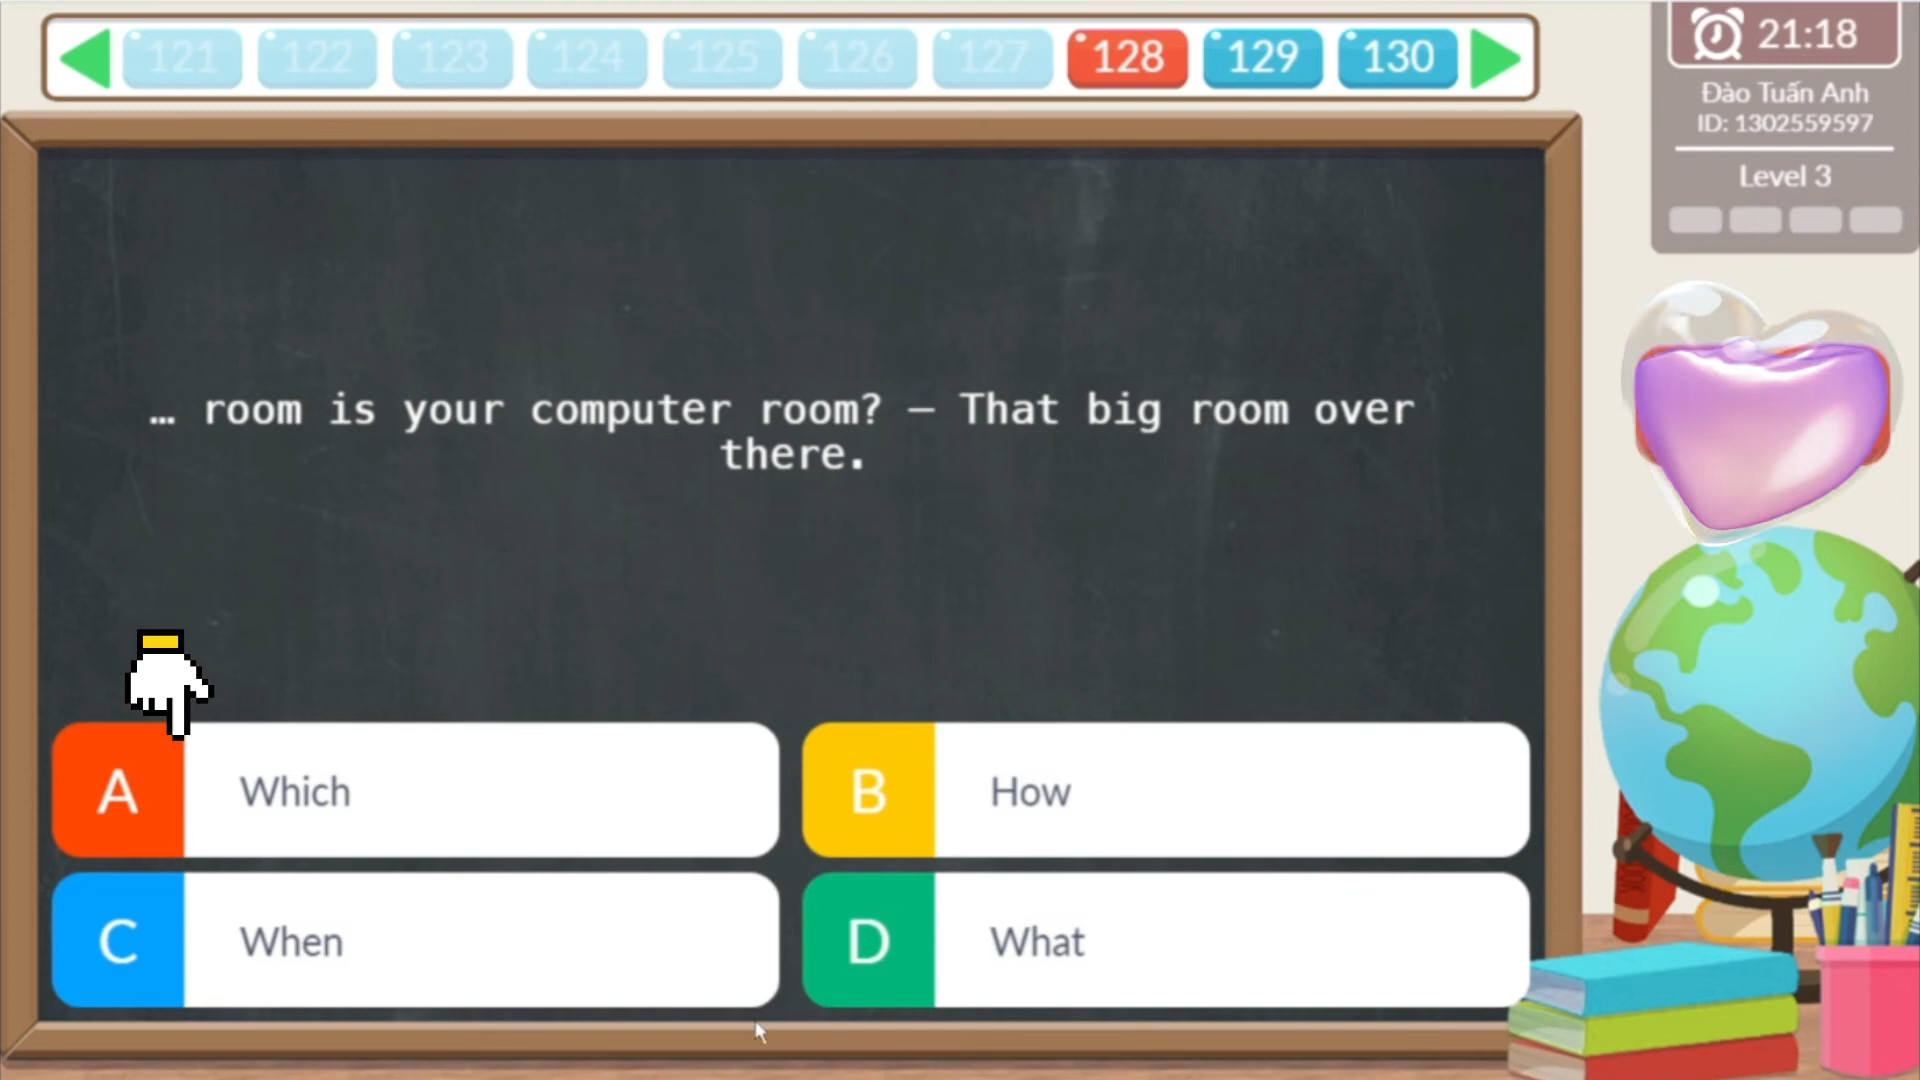 121 122 123 124 125 126 127 128 129 130
21:18
Đào Tuấn Anh
ID: 1302559597
Level 3
… room is your computer room? – That big room over
there.
A Which
B How
C When
D What